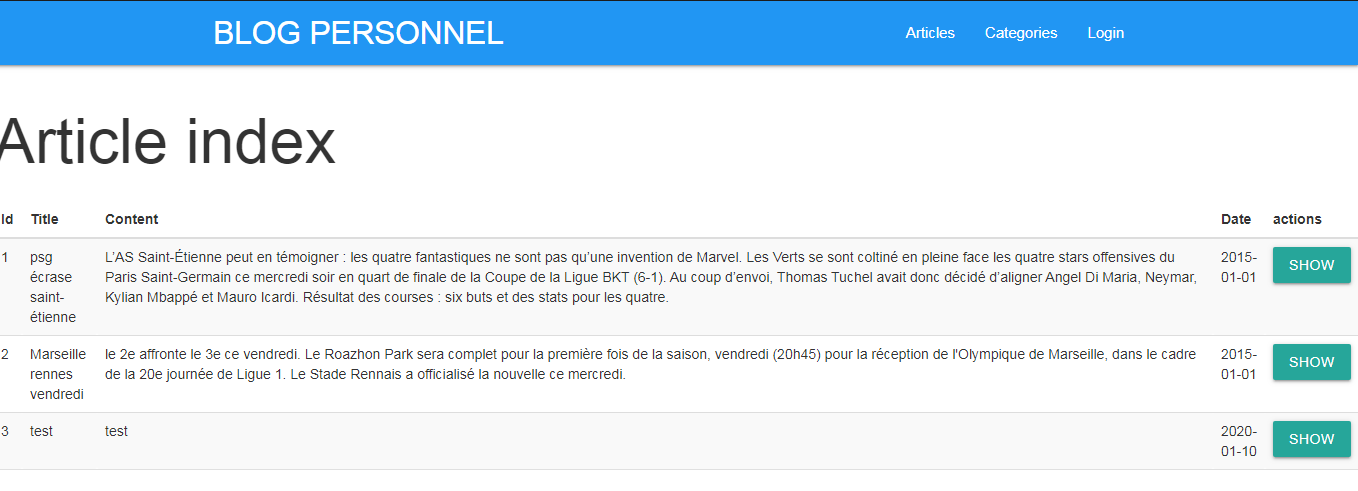 BLOG PERSONNEL Articles Categories Login
Article index
Id Title Content Date actions
1 psg L'AS Saint-Étienne peut en témoigner : les quatre fantastiques ne sont pas qu'une invention de Marvel. Les Verts se sont coltiné en pleine face les quatre stars offensives du 2015- SHOW
écrase Paris Saint-Germain ce mercredi soir en quart de finale de la Coupe de la Ligue BKT (6-1). Au coup d'envoi, Thomas Tuchel avait donc décidé d'aligner Angel Di Maria, Neymar, 01-01
saint- Kylian Mbappé et Mauro Icardi. Résultat des courses : six buts et des stats pour les quatre.
étienne
2 Marseille le 2e affronte le 3e ce vendredi. Le Roazhon Park sera complet pour la première fois de la saison, vendredi (20h45) pour la réception de l'Olympique de Marseille, dans le cadre 2015- SHOW
rennes de la 20e journée de Ligue 1. Le Stade Rennais a officialisé la nouvelle ce mercredi. 01-01
vendredi
3 test test 2020- SHOW
01-10